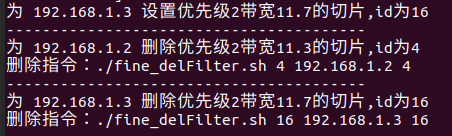 为 192.168.1.3 设置优先级2带宽11.7的切片,id为16
----------------------------------------
为 192.168.1.2 删除优先级2带宽11.3的切片,id为4
删除指令：./fine_delFilter.sh 4 192.168.1.2 4
----------------------------------------
为 192.168.1.3 删除优先级2带宽11.7的切片,id为16
删除指令：./fine_delFilter.sh 16 192.168.1.3 16